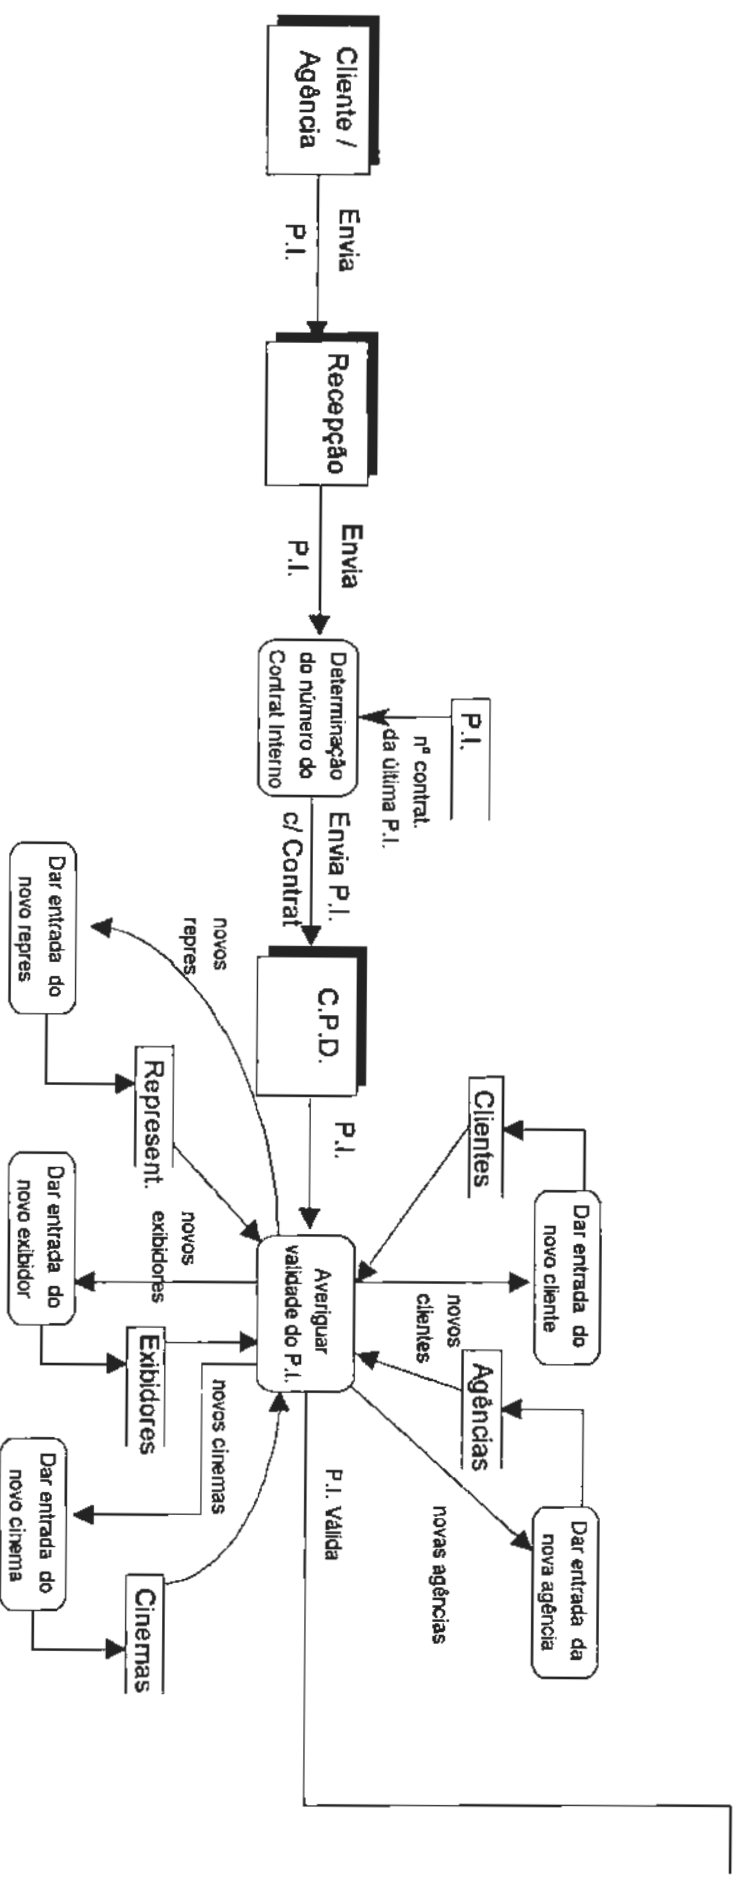 Cliente /
Agência
Envia
P.I.
Recepção
Envia
P.I.
Determinação
do número do
Contrat Interno
P.I.
nº contrat.
da última P.I.
Envia P.I.
c/ Contrat
C.P.D.
P.I.
Averiguar
validade do P.I.
Clientes
Dar entrada do
novo cliente
novos
clientes
Agências
Dar entrada da
nova agência
novas agências
P.I. Válida
novos
repres
Dar entrada do
novo repres
Represent.
novos
exibidores
Dar entrada do
novo exibidor
Exibidores
novos cinemas
Dar entrada do
novo cinema
Cinemas